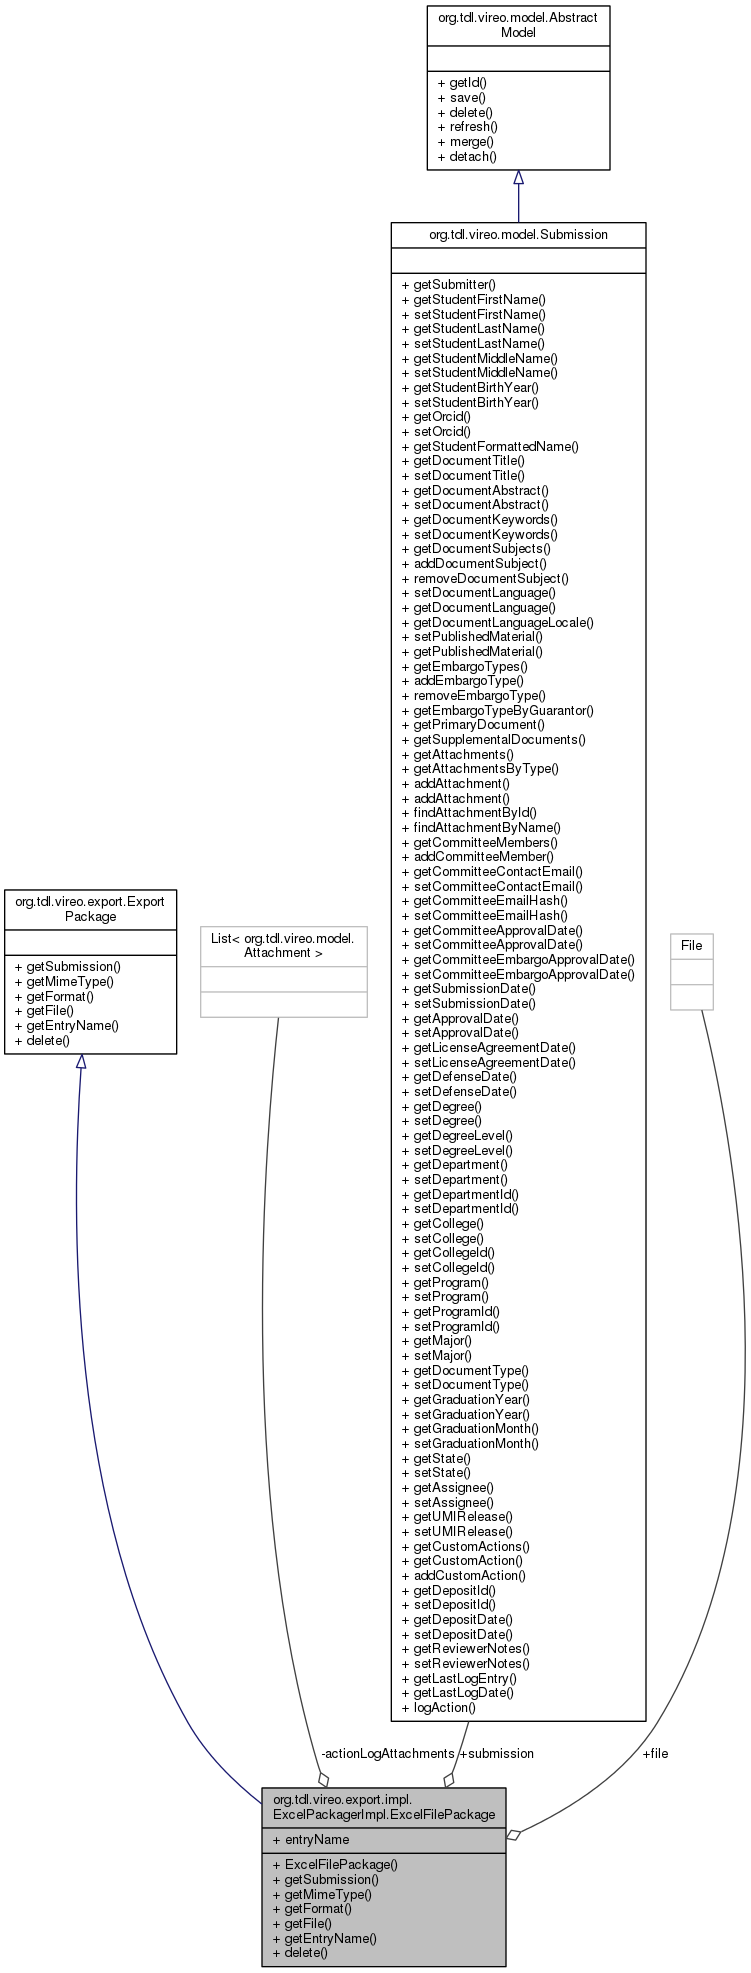 org.tdl.vireo.model.Abstract
Model
+ getId()
+ save()
+ delete()
+ refresh()
+ merge()
+ detach()
org.tdl.vireo.model.Submission
+ getSubmitter()
+ getStudentFirstName()
+ setStudentFirstName()
+ getStudentLastName()
+ setStudentLastName()
+ getStudentMiddleName()
+ setStudentMiddleName()
+ getStudentBirthYear()
+ setStudentBirthYear()
+ getOrcid()
+ setOrcid()
+ getStudentFormattedName()
+ getDocumentTitle()
+ setDocumentTitle()
+ getDocumentAbstract()
+ setDocumentAbstract()
+ getDocumentKeywords()
+ setDocumentKeywords()
+ getDocumentSubjects()
+ addDocumentSubject()
+ removeDocumentSubject()
+ setDocumentLanguage()
+ getDocumentLanguage()
+ getDocumentLanguageLocale()
+ setPublishedMaterial()
+ getPublishedMaterial()
+ getEmbargoTypes()
+ addEmbargoType()
+ removeEmbargoType()
+ getEmbargoTypeByGuarantor()
+ getPrimaryDocument()
+ getSupplementalDocuments()
+ getAttachments()
+ getAttachmentsByType()
+ addAttachment()
+ addAttachment()
+ findAttachmentById()
+ findAttachmentByName()
+ getCommitteeMembers()
+ addCommitteeMember()
+ getCommitteeContactEmail()
+ setCommitteeContactEmail()
+ getCommitteeEmailHash()
+ setCommitteeEmailHash()
+ getCommitteeApprovalDate()
+ setCommitteeApprovalDate()
+ getCommitteeEmbargoApprovalDate()
+ setCommitteeEmbargoApprovalDate()
+ getSubmissionDate()
+ setSubmissionDate()
+ getApprovalDate()
+ setApprovalDate()
+ getLicenseAgreementDate()
+ setLicenseAgreementDate()
+ getDefenseDate()
+ setDefenseDate()
+ getDegree()
+ setDegree()
+ getDegreeLevel()
+ setDegreeLevel()
+ getDepartment()
+ setDepartment()
+ getDepartmentId()
+ setDepartmentId()
+ getCollege()
+ setCollege()
+ getCollegeId()
+ setCollegeId()
+ getProgram()
+ setProgram()
+ getProgramId()
+ setProgramId()
+ getMajor()
+ setMajor()
+ getDocumentType()
+ setDocumentType()
+ getGraduationYear()
+ setGraduationYear()
+ getGraduationMonth()
+ setGraduationMonth()
+ getState()
+ setState()
+ getAssignee()
+ setAssignee()
+ getUMIRelease()
+ setUMIRelease()
+ getCustomActions()
+ getCustomAction()
+ addCustomAction()
+ getDepositId()
+ setDepositId()
+ getDepositDate()
+ setDepositDate()
+ getReviewerNotes()
+ setReviewerNotes()
+ getLastLogEntry()
+ getLastLogDate()
+ logAction()
org.tdl.vireo.export.Export
Package
+ getSubmission()
+ getMimeType()
+ getFormat()
+ getFile()
+ getEntryName()
+ delete()
List< org.tdl.vireo.model.
Attachment >
File
-actionLogAttachments
+submission
+file
org.tdl.vireo.export.impl.
ExcelPackagerImpl.ExcelFilePackage
+ entryName
+ ExcelFilePackage()
+ getSubmission()
+ getMimeType()
+ getFormat()
+ getFile()
+ getEntryName()
+ delete()